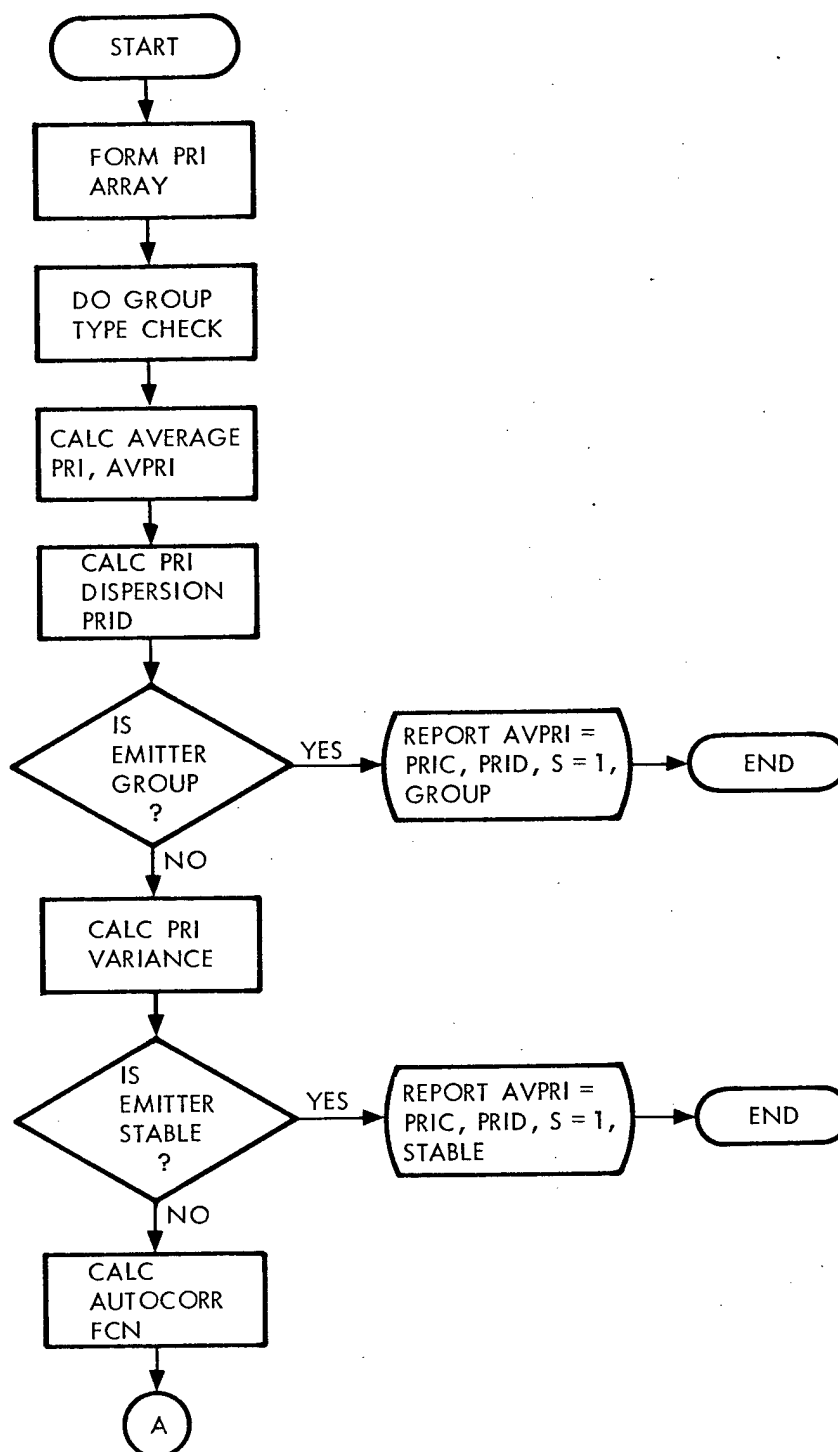 START
FORM PRI
ARRAY
DO GROUP
TYPE CHECK
CALC AVERAGE
PRI, AVPRI
CALC PRI
DISPERSION
PRID
IS
EMITTER
GROUP
?
YES
REPORT AVPRI =
PRIC, PRID, S = 1,
GROUP
END
NO
CALC PRI
VARIANCE
IS
EMITTER
STABLE
?
YES
REPORT AVPRI =
PRIC, PRID, S = 1,
STABLE
END
NO
CALC
AUTOCORR
FCN
A